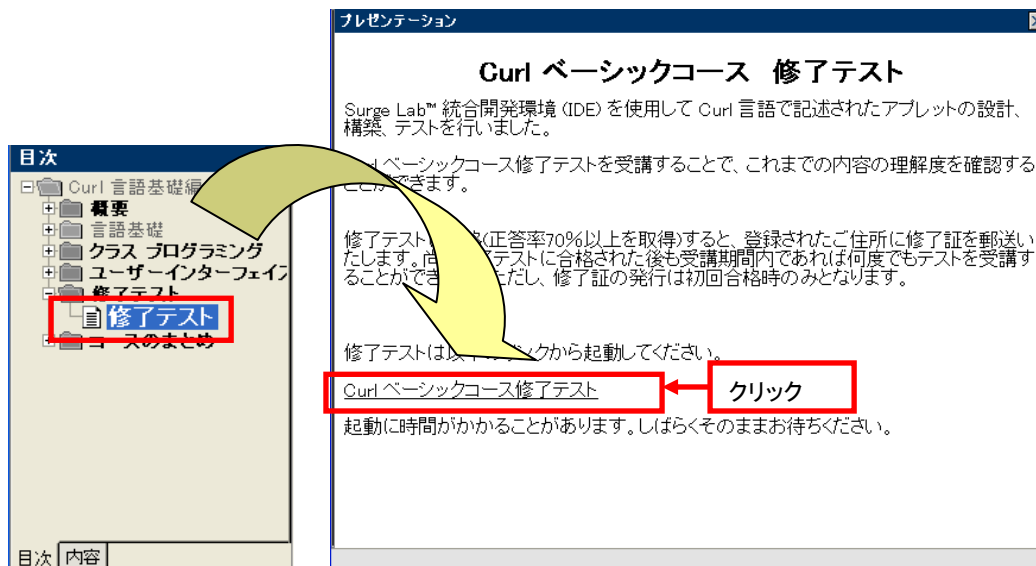 目次
Curl 言語基礎編
概要
言語基礎
クラス プログラミング
ユーザーインターフェイス
修了テスト
修了テスト
コースのまとめ
目次 内容
プレゼンテーション
Curl ベーシックコース 修了テスト
Surge Lab™ 統合開発環境 (IDE) を使用して Curl 言語で記述されたアプレットの設計、
構築、テストを行いました。
ベーシックコース修了テストを受講することで、これまでの内容の理解度を確認する
ことができます。
修了テスト (正答率70%以上を取得)すると、登録されたご住所に修了証を郵送い
たします。尚 テストに合格された後も受講期間内であれば何度でもテストを受講す
ることができ ただし、修了証の発行は初回合格時のみとなります。
修了テストは以 ンクから起動してください。
Curl ベーシックコース修了テスト
クリック
起動に時間がかかることがあります。しばらくそのままお待ちください。